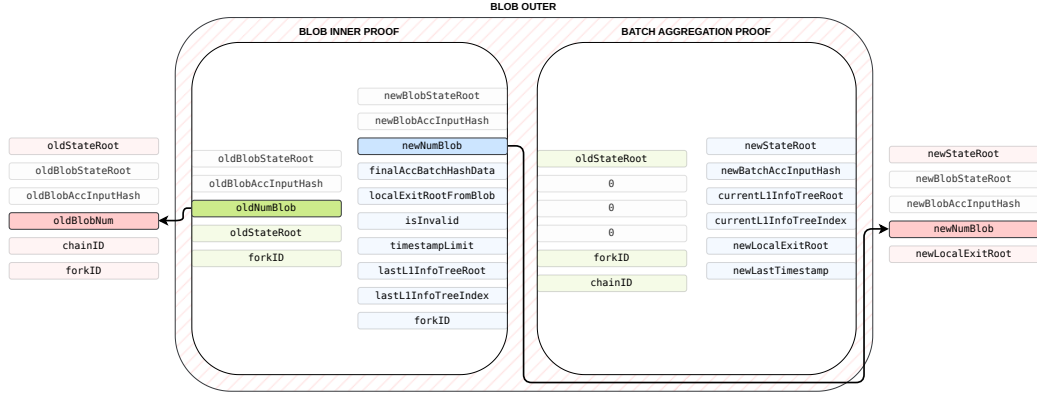 BLOB OUTER
BLOB INNER PROOF
BATCH AGGREGATION PROOF
oldStateRoot
oldBlobStateRoot
oldBlobAccInputHash
oldBlobNum
chainID
forkID
oldBlobStateRoot
oldBlobAccInputHash
oldNumBlob
oldStateRoot
forkID
newBlobStateRoot
newBlobAccInputHash
newNumBlob
finalAccBatchHashData
localExitRootFromBlob
isInvalid
timestampLimit
lastL1InfoTreeRoot
lastL1InfoTreeIndex
forkID
oldStateRoot
0
0
0
forkID
chainID
newStateRoot
newBatchAccInputHash
currentL1InfoTreeRoot
currentL1InfoTreeIndex
newLocalExitRoot
newLastTimestamp
newStateRoot
newBlobStateRoot
newBlobAccInputHash
newNumBlob
newLocalExitRoot